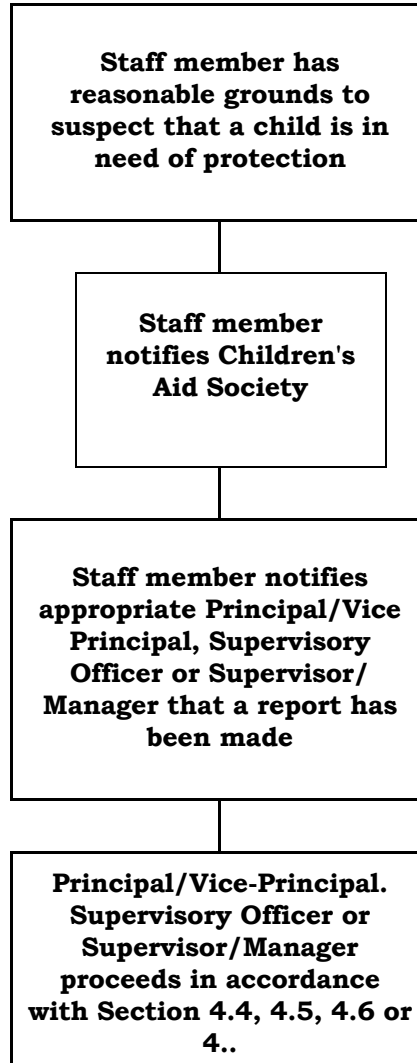 Staff member has
reasonable grounds to
suspect that a child is in
need of protection
Staff member
notifies Children's
Aid Society
Staff member notifies
appropriate Principal/Vice
Principal, Supervisory
Officer or Supervisor/
Manager that a report has
been made
Principal/Vice-Principal.
Supervisory Officer or
Supervisor/Manager
proceeds in accordance
with Section 4.4, 4.5, 4.6 or
4..